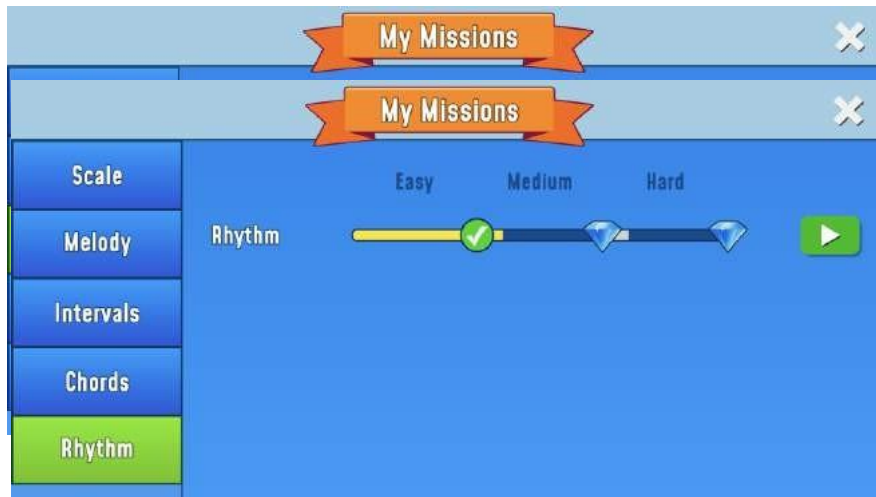 My Missions
My Missions
Scale
Easy Medium Hard
Melody
Rhythm
Intervals
Chords
Rhythm